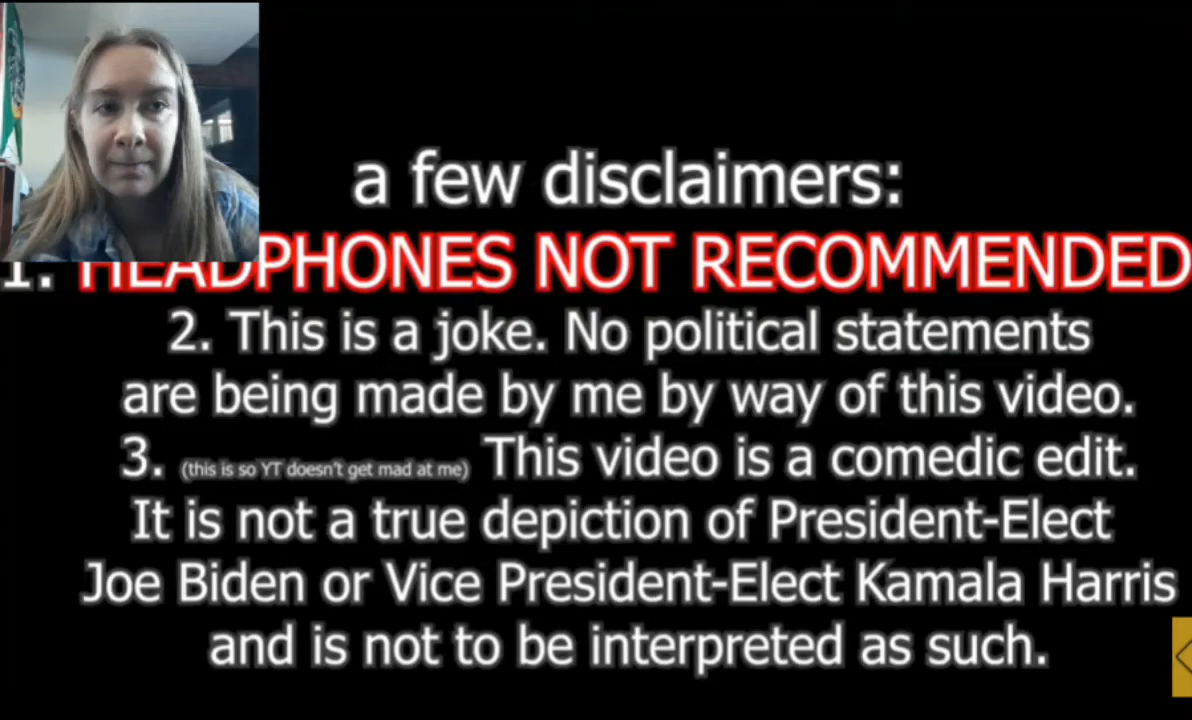 a few disclaimers:
1. HEADPHONES NOT RECOMMENDED
2. This is a joke. No political statements
are being made by me by way of this video.
3. (this is so YT doesn't get mad at me) This video is a comedic edit.
It is not a true depiction of President-Elect
Joe Biden or Vice President-Elect Kamala Harris
and is not to be interpreted as such.